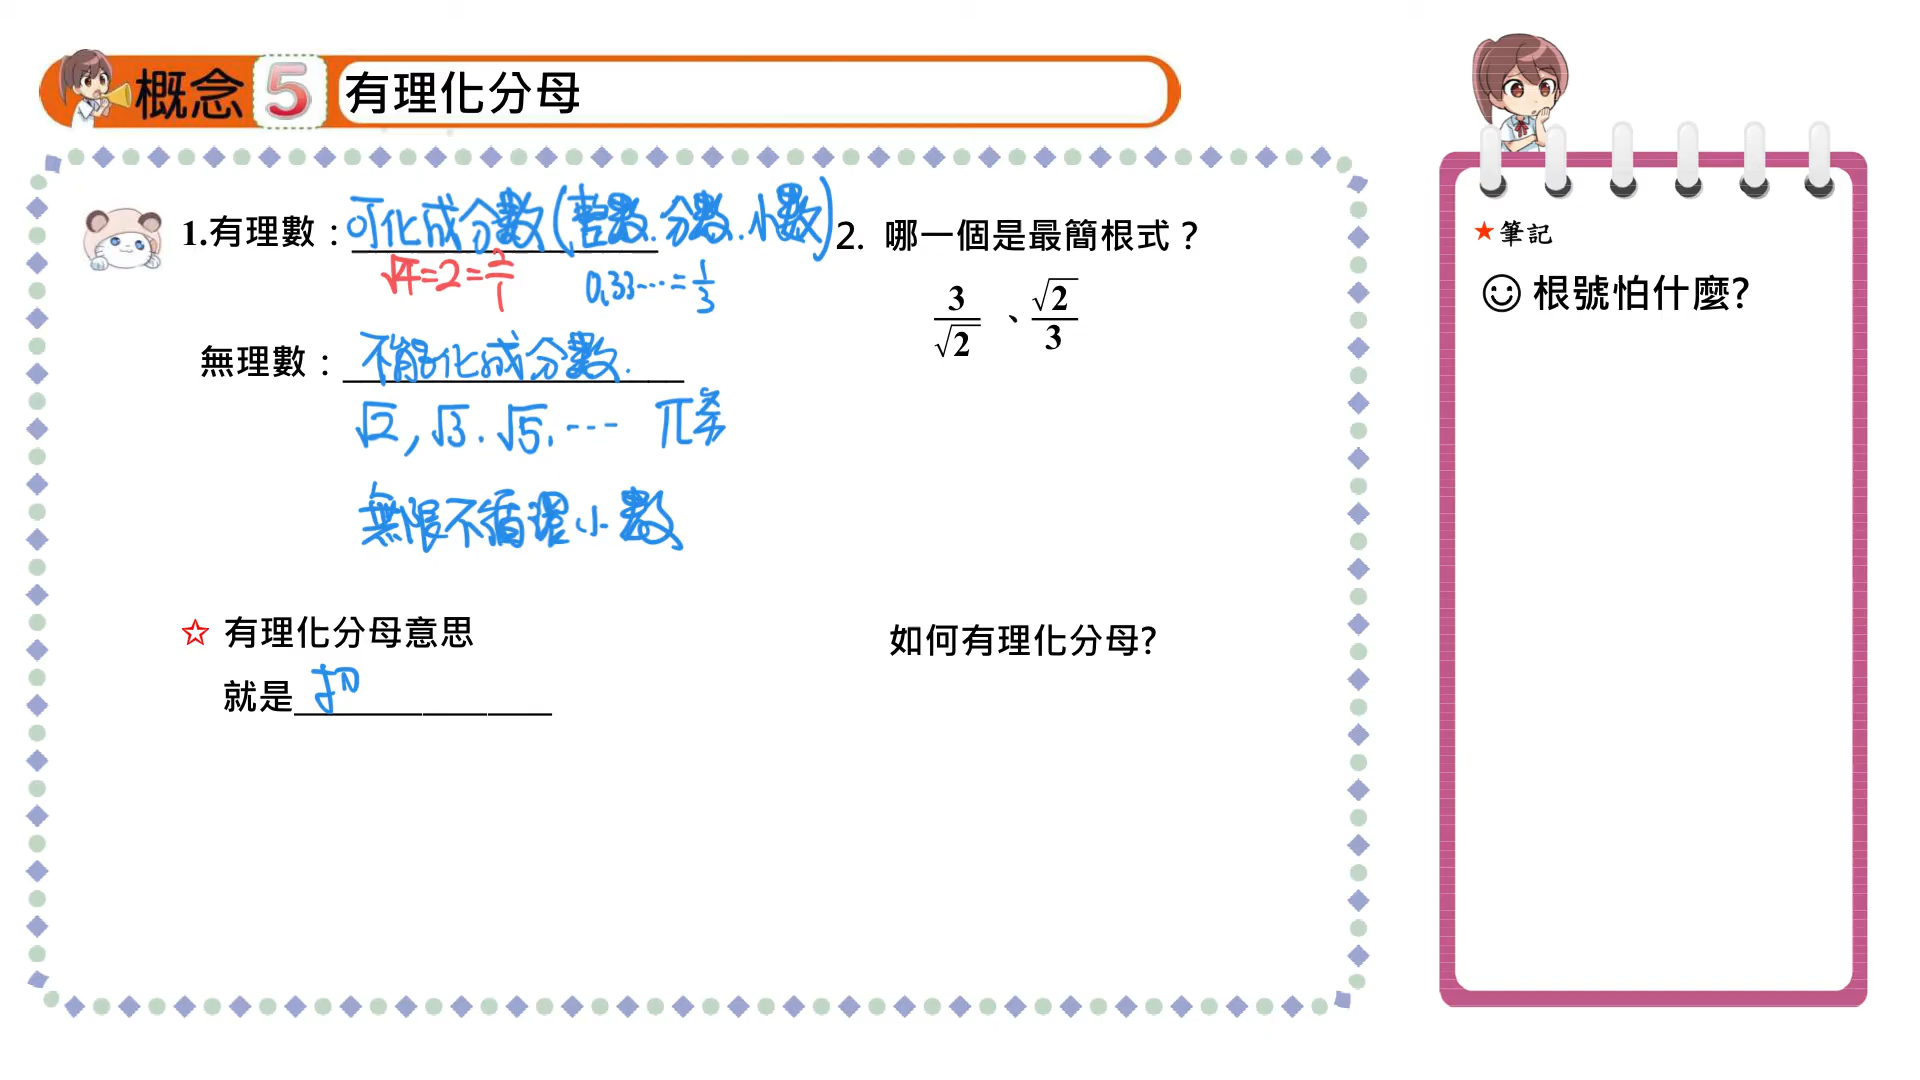 概念 5 有理化分母
1.有理數：可化成分數(整數.分數.小數)
√4=2=2/1 0.33⋯=1/3
無理數：不能化成分數.
√2,√3.√5.⋯ π
無限不循環小數
☆ 有理化分母意思
就是
2. 哪一個是最簡根式？
3/√2 、 √2/3
如何有理化分母?
★筆記
☺ 根號怕什麼?